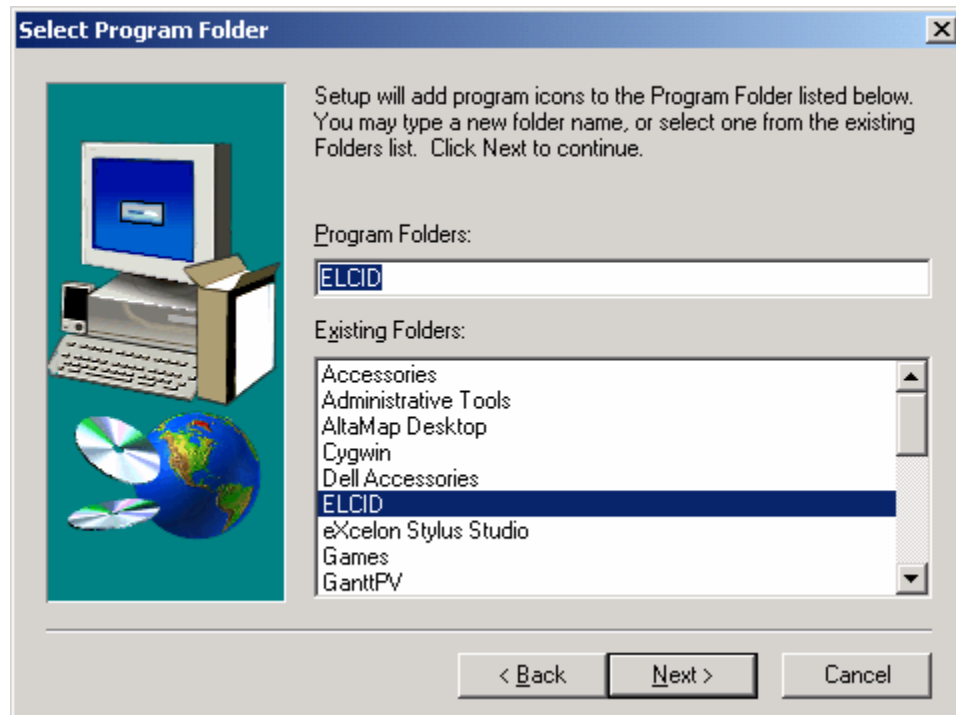 Select Program Folder
Setup will add program icons to the Program Folder listed below.
You may type a new folder name, or select one from the existing
Folders list.  Click Next to continue.
Program Folders:
ELCID
Existing Folders:
Accessories
Administrative Tools
AltaMap Desktop
Cygwin
Dell Accessories
ELCID
eXcelon Stylus Studio
Games
GanttPV
< Back
Next >
Cancel